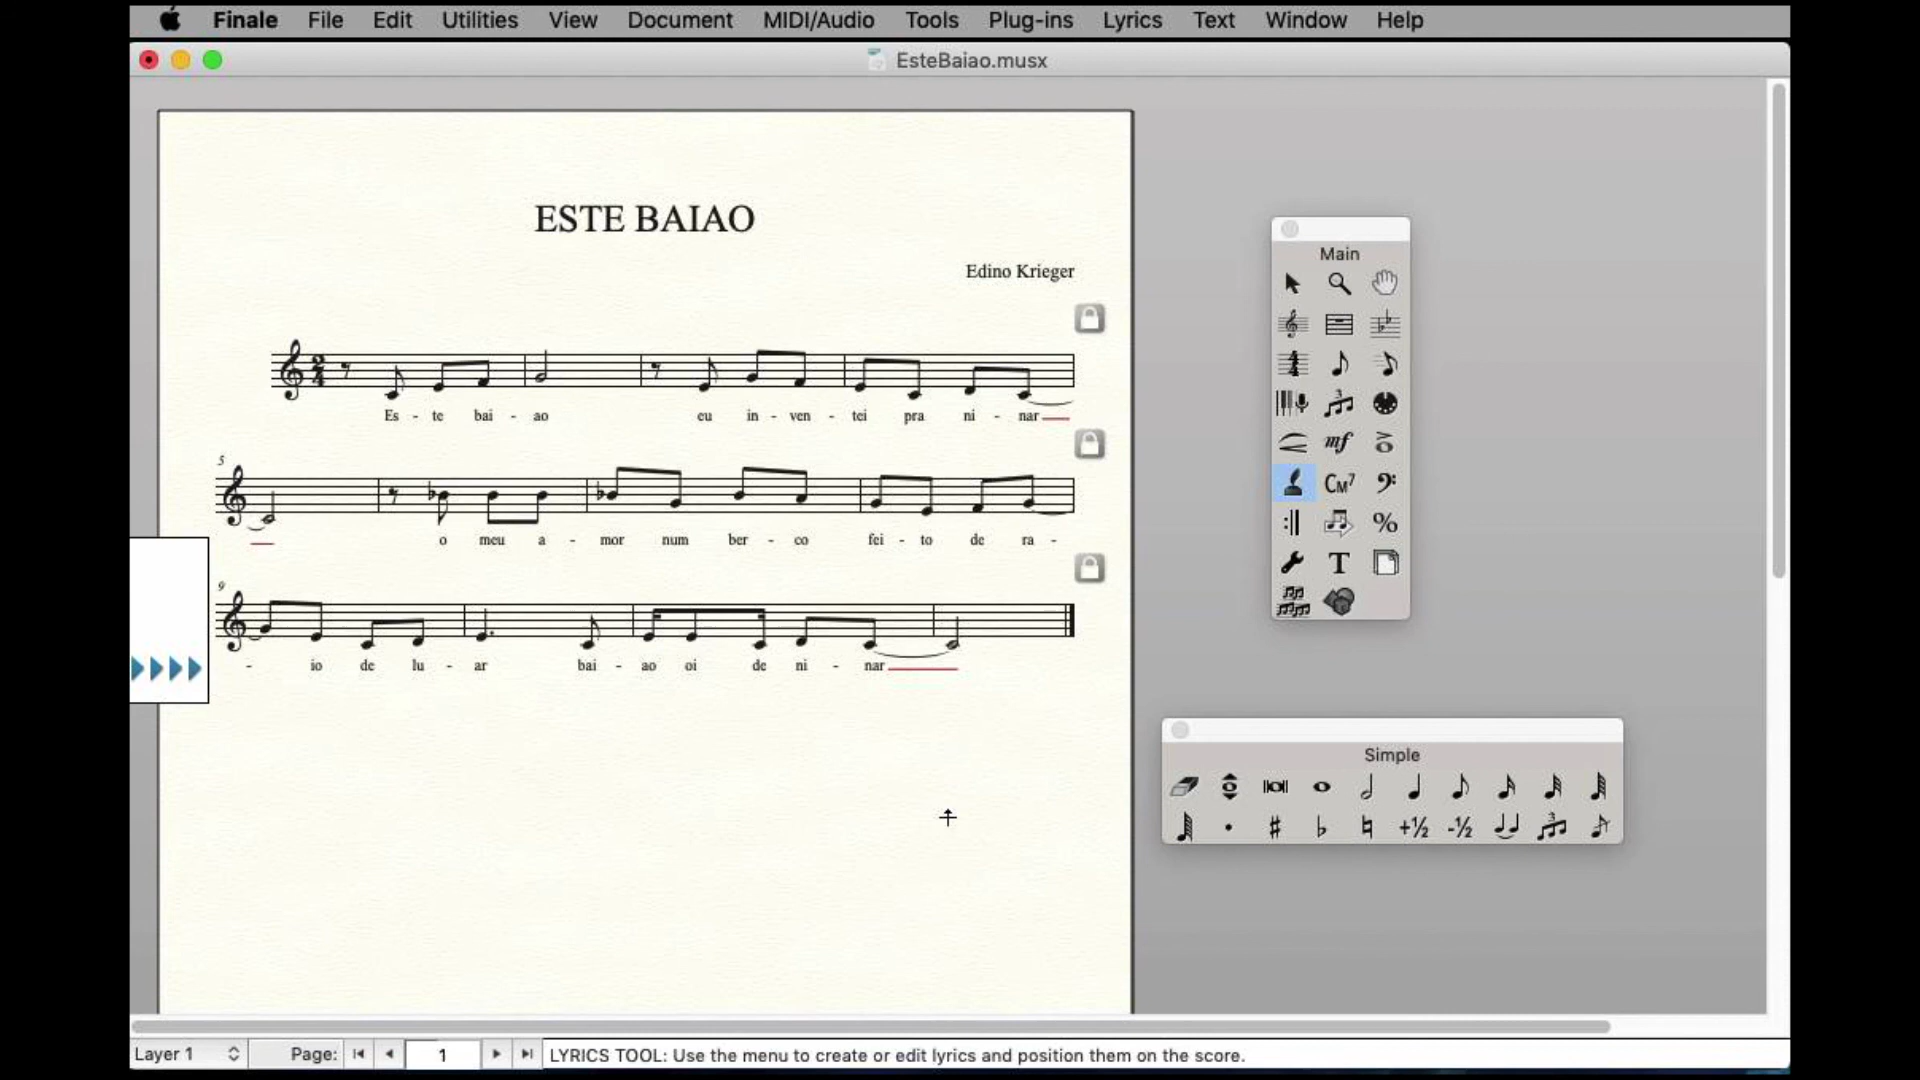 Finale File Edit Utilities View Document MIDI/Audio Tools Plug-ins Lyrics Text Window Help
EsteBaiao.musx
ESTE BAIAO
Edino Krieger
Es - te bai - ao eu in - ven - tei pra ni - nar
5
o meu a - mor num ber - co fei - to de ra -
9
- io de lu - ar bai - ao oi de ni - nar
Main
CM7
mf
T
%
Simple
+½ -½
Layer 1 Page: 1 LYRICS TOOL: Use the menu to create or edit lyrics and position them on the score.